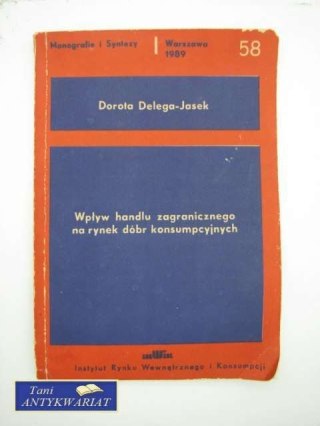 Monografie i Syntezy
Warszawa
1989
58
Dorota Delega-Jasek
Wpływ handlu zagranicznego
na rynek dóbr konsumpcyjnych
Instytut Rynku Wewnętrznego i Konsumpcji
Tani
ANTYKWARIAT